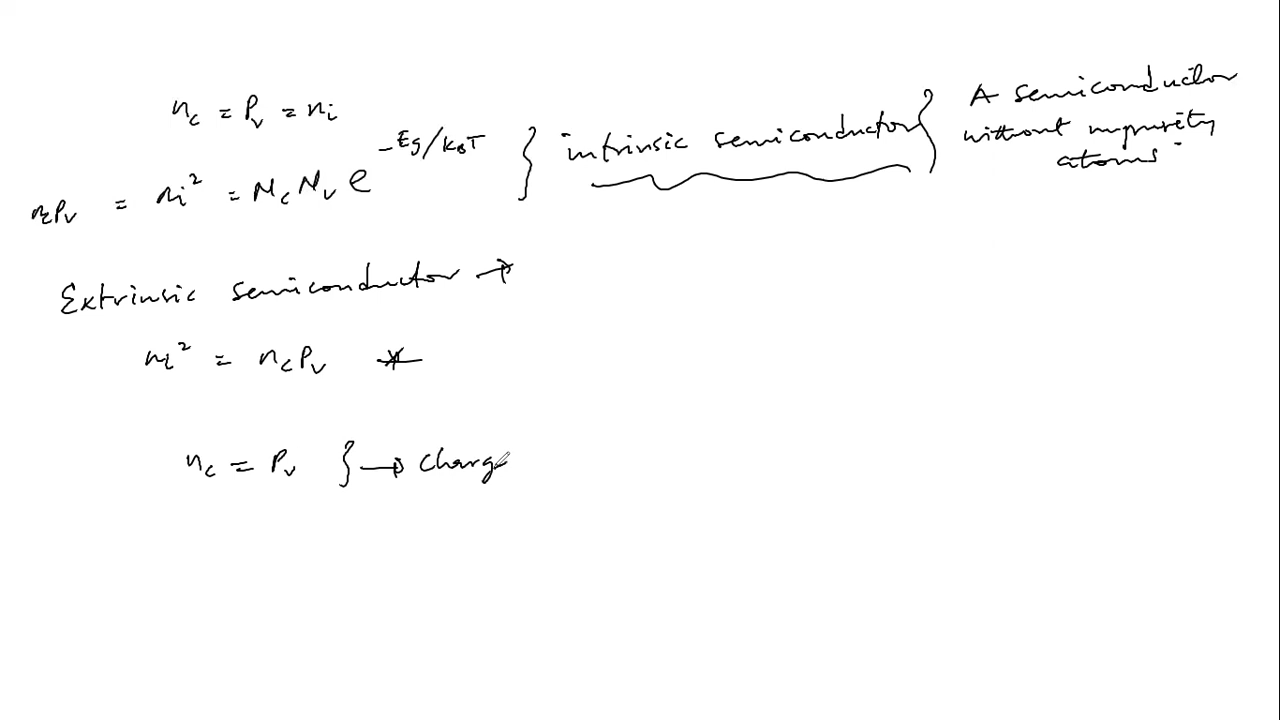 n_c = P_v = n_i
n_c P_v = n_i² = N_c N_v e^(-Eg/k_BT) } intrinsic semiconductor } A semiconductor
without impurity
atoms.
Extrinsic semiconductor →
n_i² = n_c P_v *
n_c = P_v } → charge